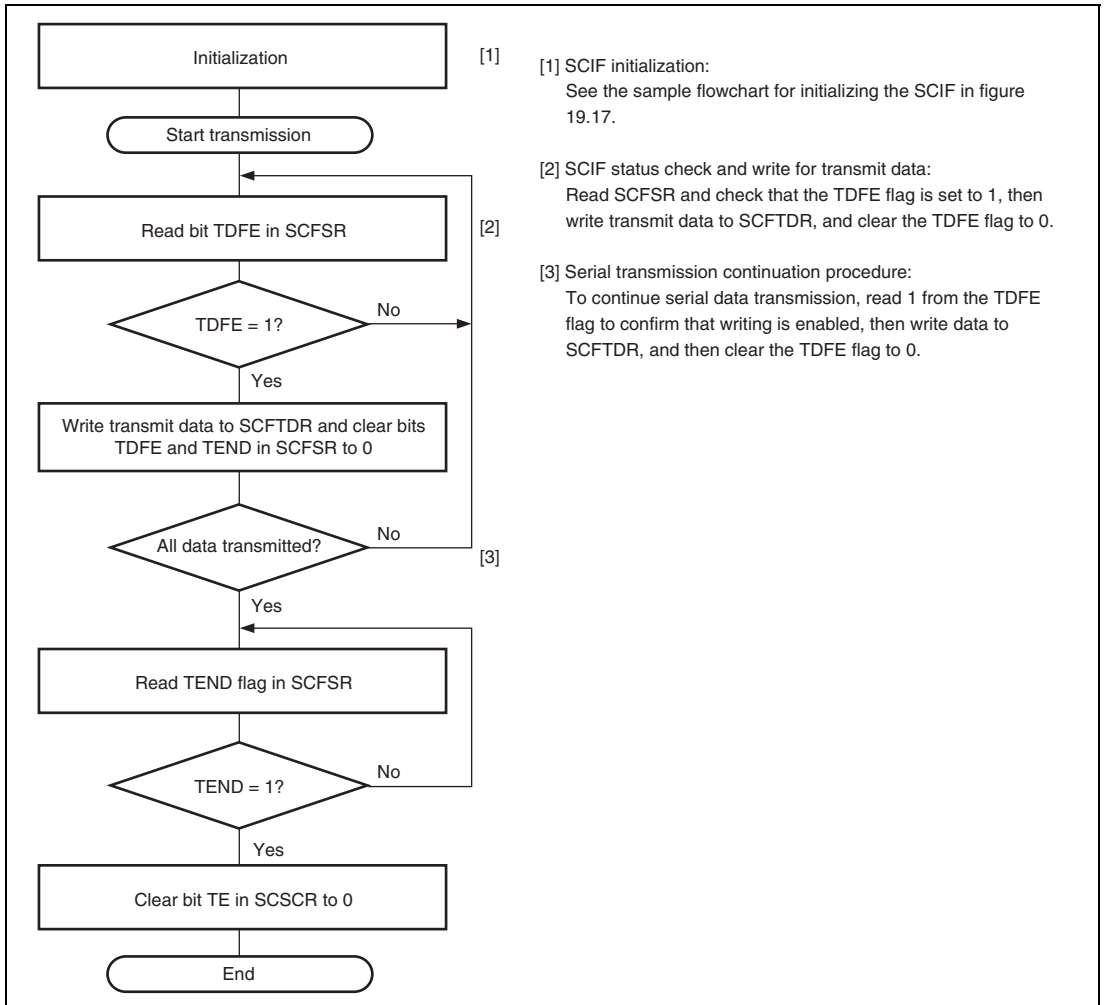 Initialization
[1]
Start transmission
Read bit TDFE in SCFSR
[2]
TDFE = 1?
No
Yes
Write transmit data to SCFTDR and clear bits
TDFE and TEND in SCFSR to 0
All data transmitted?
No
[3]
Yes
Read TEND flag in SCFSR
TEND = 1?
No
Yes
Clear bit TE in SCSCR to 0
End
[1] SCIF initialization:
See the sample flowchart for initializing the SCIF in figure
19.17.
[2] SCIF status check and write for transmit data:
Read SCFSR and check that the TDFE flag is set to 1, then
write transmit data to SCFTDR, and clear the TDFE flag to 0.
[3] Serial transmission continuation procedure:
To continue serial data transmission, read 1 from the TDFE
flag to confirm that writing is enabled, then write data to
SCFTDR, and then clear the TDFE flag to 0.